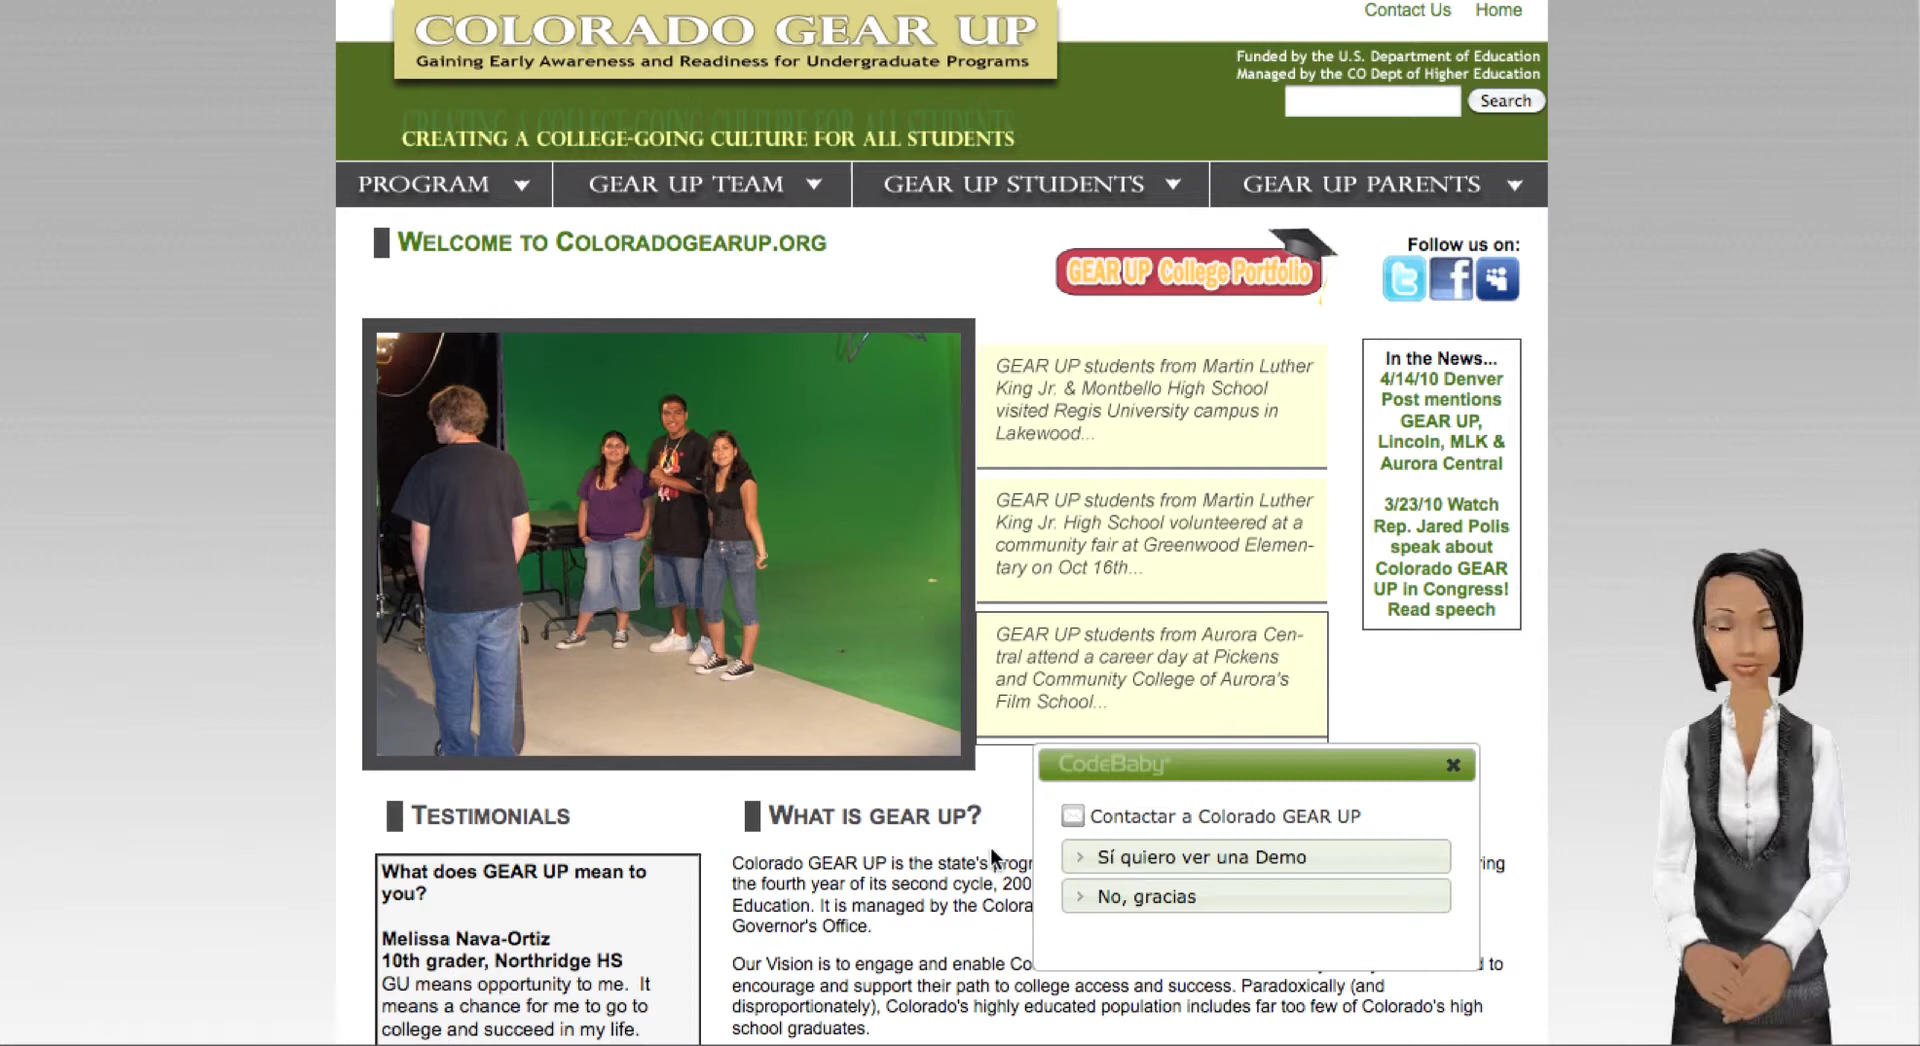 Contact Us Home
COLORADO GEAR UP
Gaining Early Awareness and Readiness for Undergraduate Programs
Funded by the U.S. Department of Education
Managed by the CO Dept of Higher Education
Search
CREATING A COLLEGE-GOING CULTURE FOR ALL STUDENTS
PROGRAM GEAR UP TEAM GEAR UP STUDENTS GEAR UP PARENTS
WELCOME TO COLORADOGEARUP.ORG
GEAR UP College Portfolio
Follow us on:
GEAR UP students from Martin Luther
King Jr. & Montbello High School
visited Regis University campus in
Lakewood...
GEAR UP students from Martin Luther
King Jr. High School volunteered at a
community fair at Greenwood Elemen-
tary on Oct 16th...
GEAR UP students from Aurora Cen-
tral attend a career day at Pickens
and Community College of Aurora's
Film School...
In the News...
4/14/10 Denver
Post mentions
GEAR UP,
Lincoln, MLK &
Aurora Central
3/23/10 Watch
Rep. Jared Polis
speak about
Colorado GEAR
UP in Congress!
Read speech
CodeBaby®
Contactar a Colorado GEAR UP
Sí quiero ver una Demo
No, gracias
TESTIMONIALS
What does GEAR UP mean to
you?
Melissa Nava-Ortiz
10th grader, Northridge HS
GU means opportunity to me. It
means a chance for me to go to
college and succeed in my life.
WHAT IS GEAR UP?
Colorado GEAR UP is the state's
the fourth year of its second cycle, 200
Education. It is managed by the Colora
Governor's Office.
Our Vision is to engage and enable Co to
encourage and support their path to college access and success. Paradoxically (and
disproportionately), Colorado's highly educated population includes far too few of Colorado's high
school graduates.